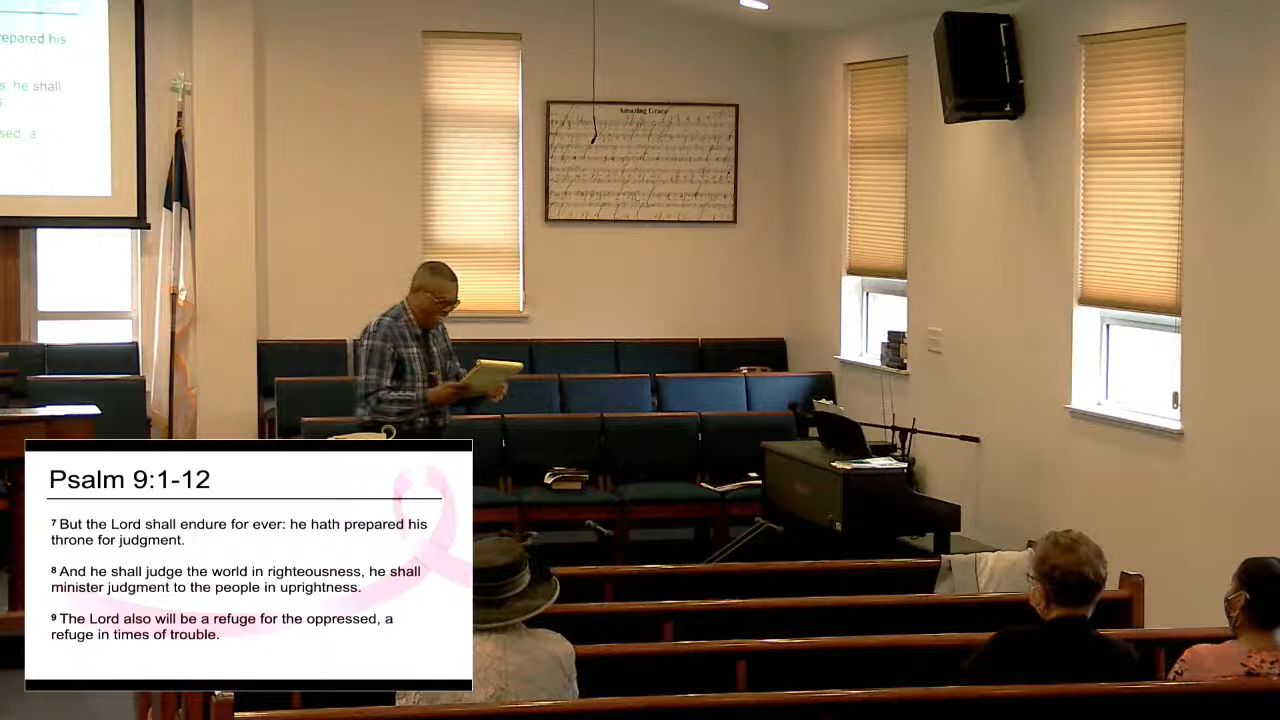 epared his
s, he shall
sed, a
Amazing Grace
Psalm 9:1-12
7 But the Lord shall endure for ever: he hath prepared his
throne for judgment.
8 And he shall judge the world in righteousness, he shall
minister judgment to the people in uprightness.
9 The Lord also will be a refuge for the oppressed, a
refuge in times of trouble.